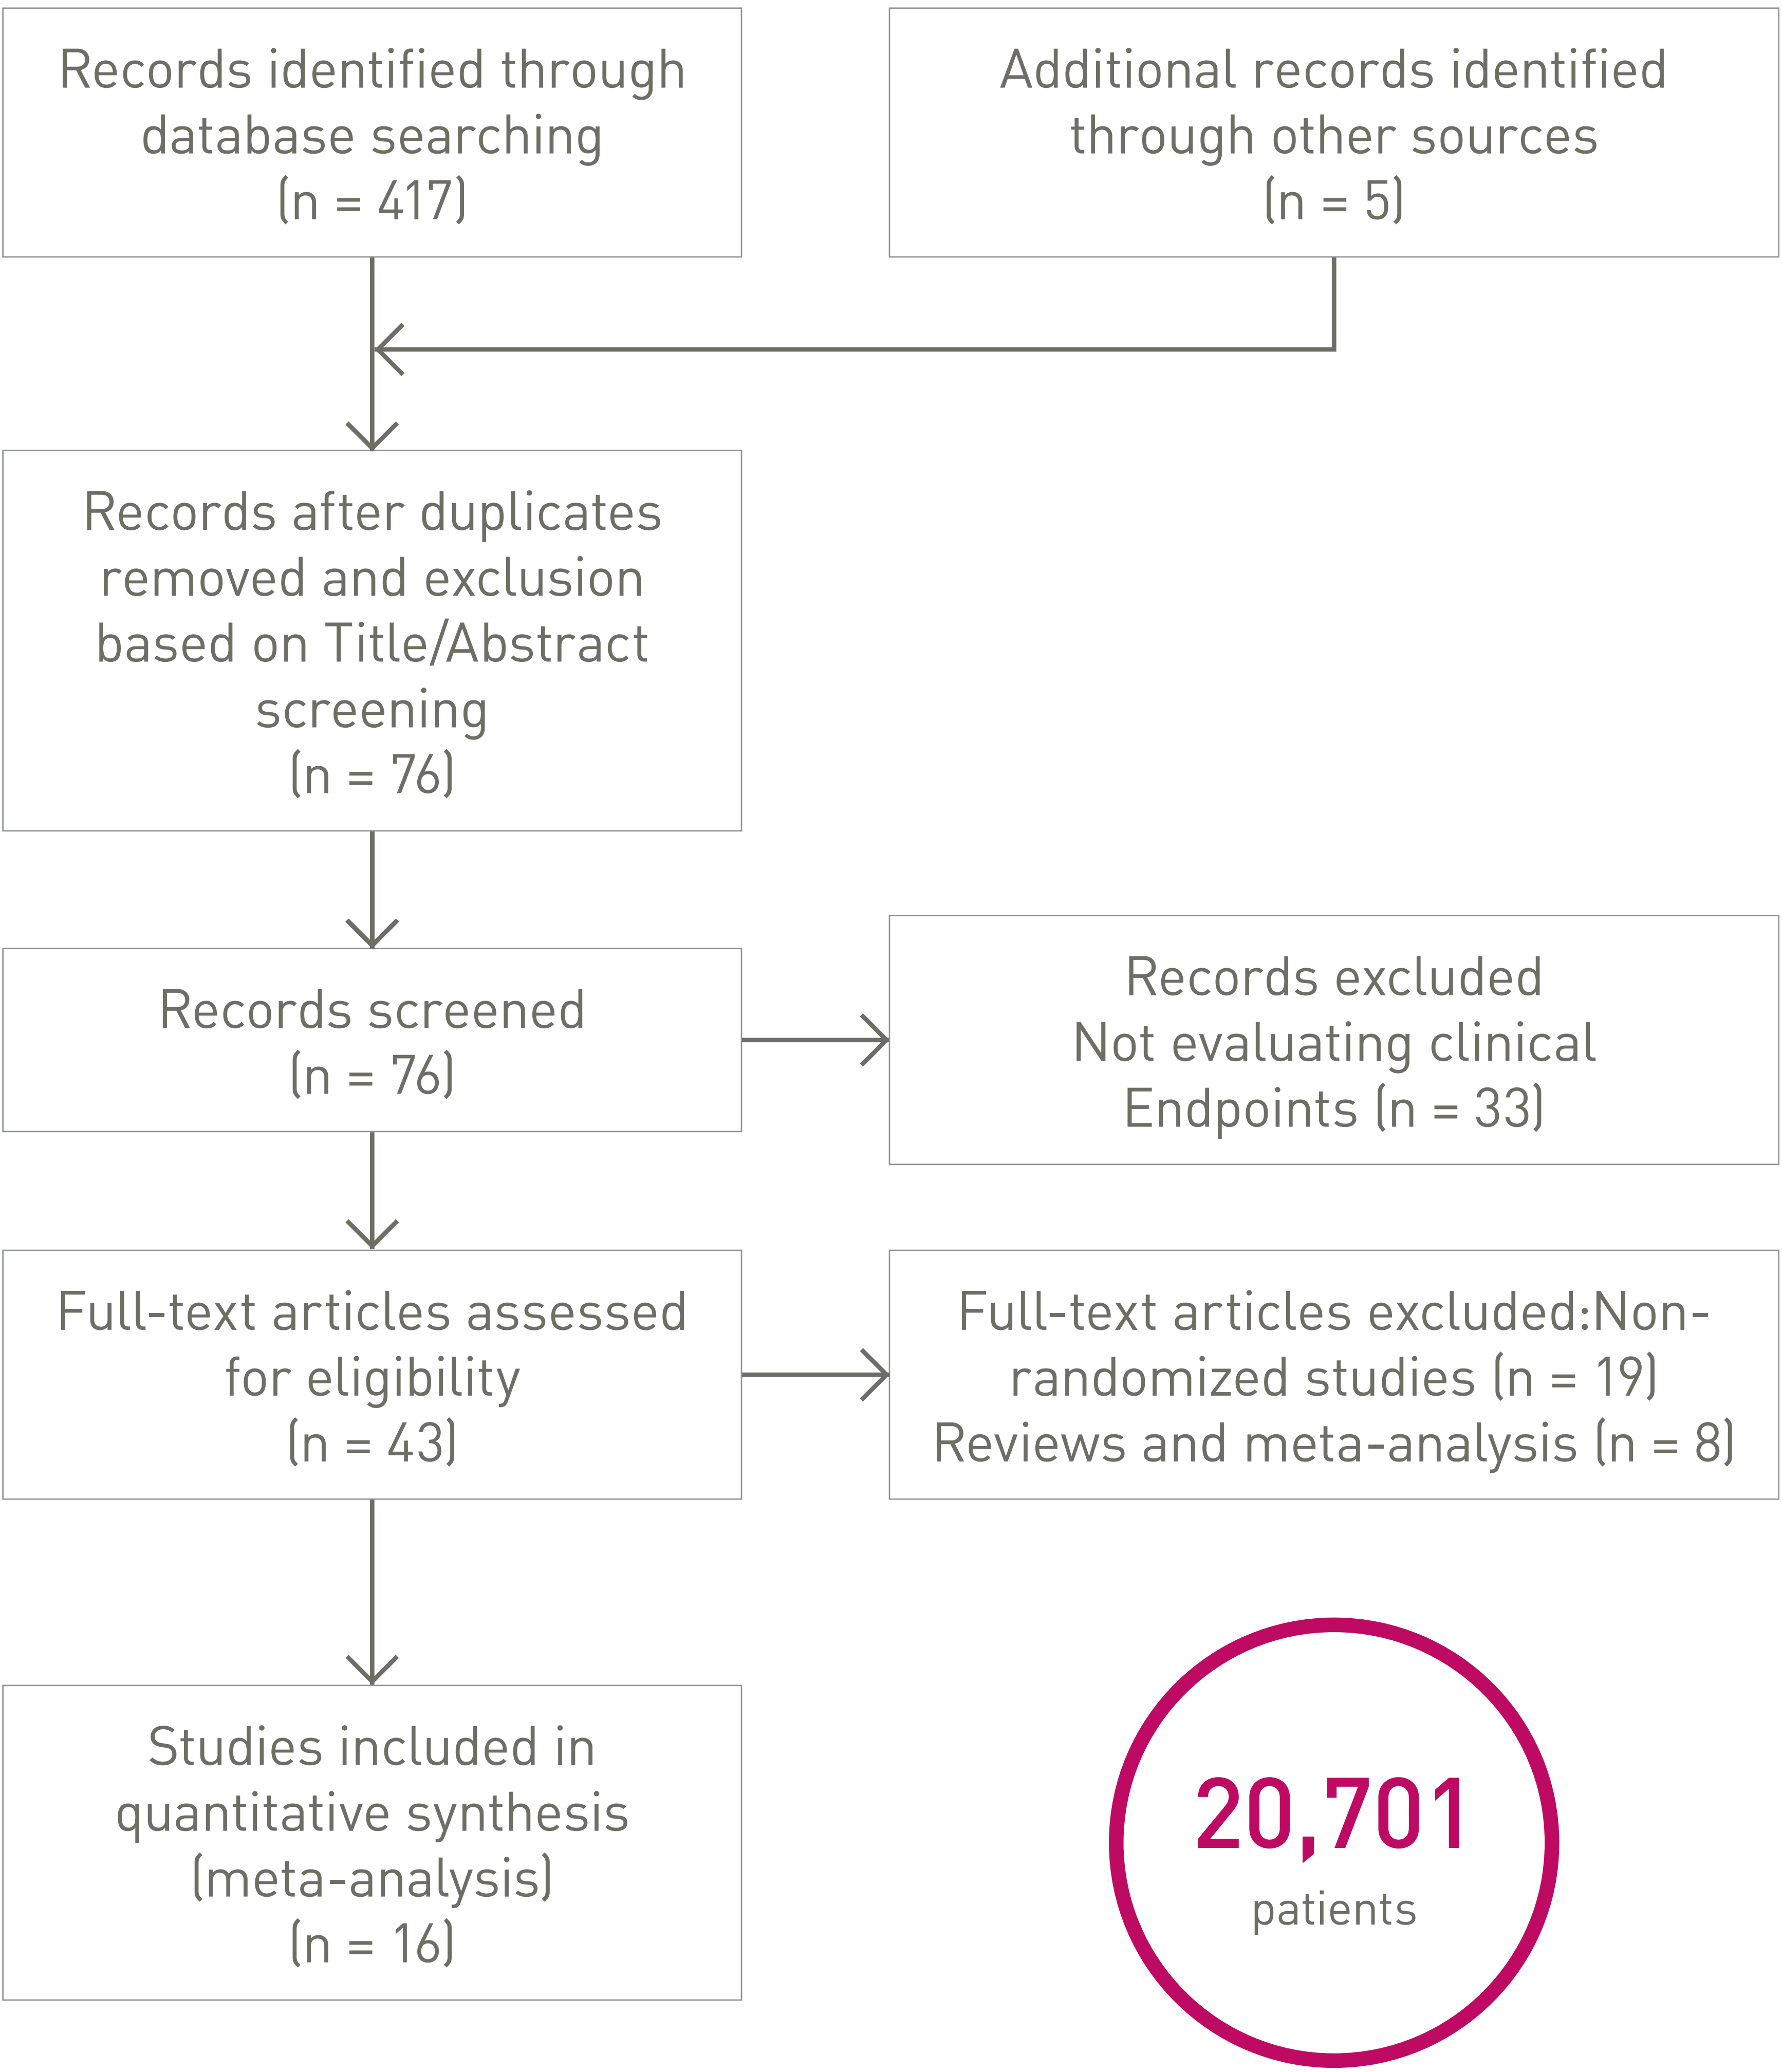 Records identified through
database searching
(n = 417)
Additional records identified
through other sources
(n = 5)
Records after duplicates
removed and exclusion
based on Title/Abstract
screening
(n = 76)
Records screened
(n = 76)
Records excluded
Not evaluating clinical
Endpoints (n = 33)
Full-text articles assessed
for eligibility
(n = 43)
Full-text articles excluded:Non-
randomized studies (n = 19)
Reviews and meta-analysis (n = 8)
Studies included in
quantitative synthesis
(meta-analysis)
(n = 16)
20,701
patients